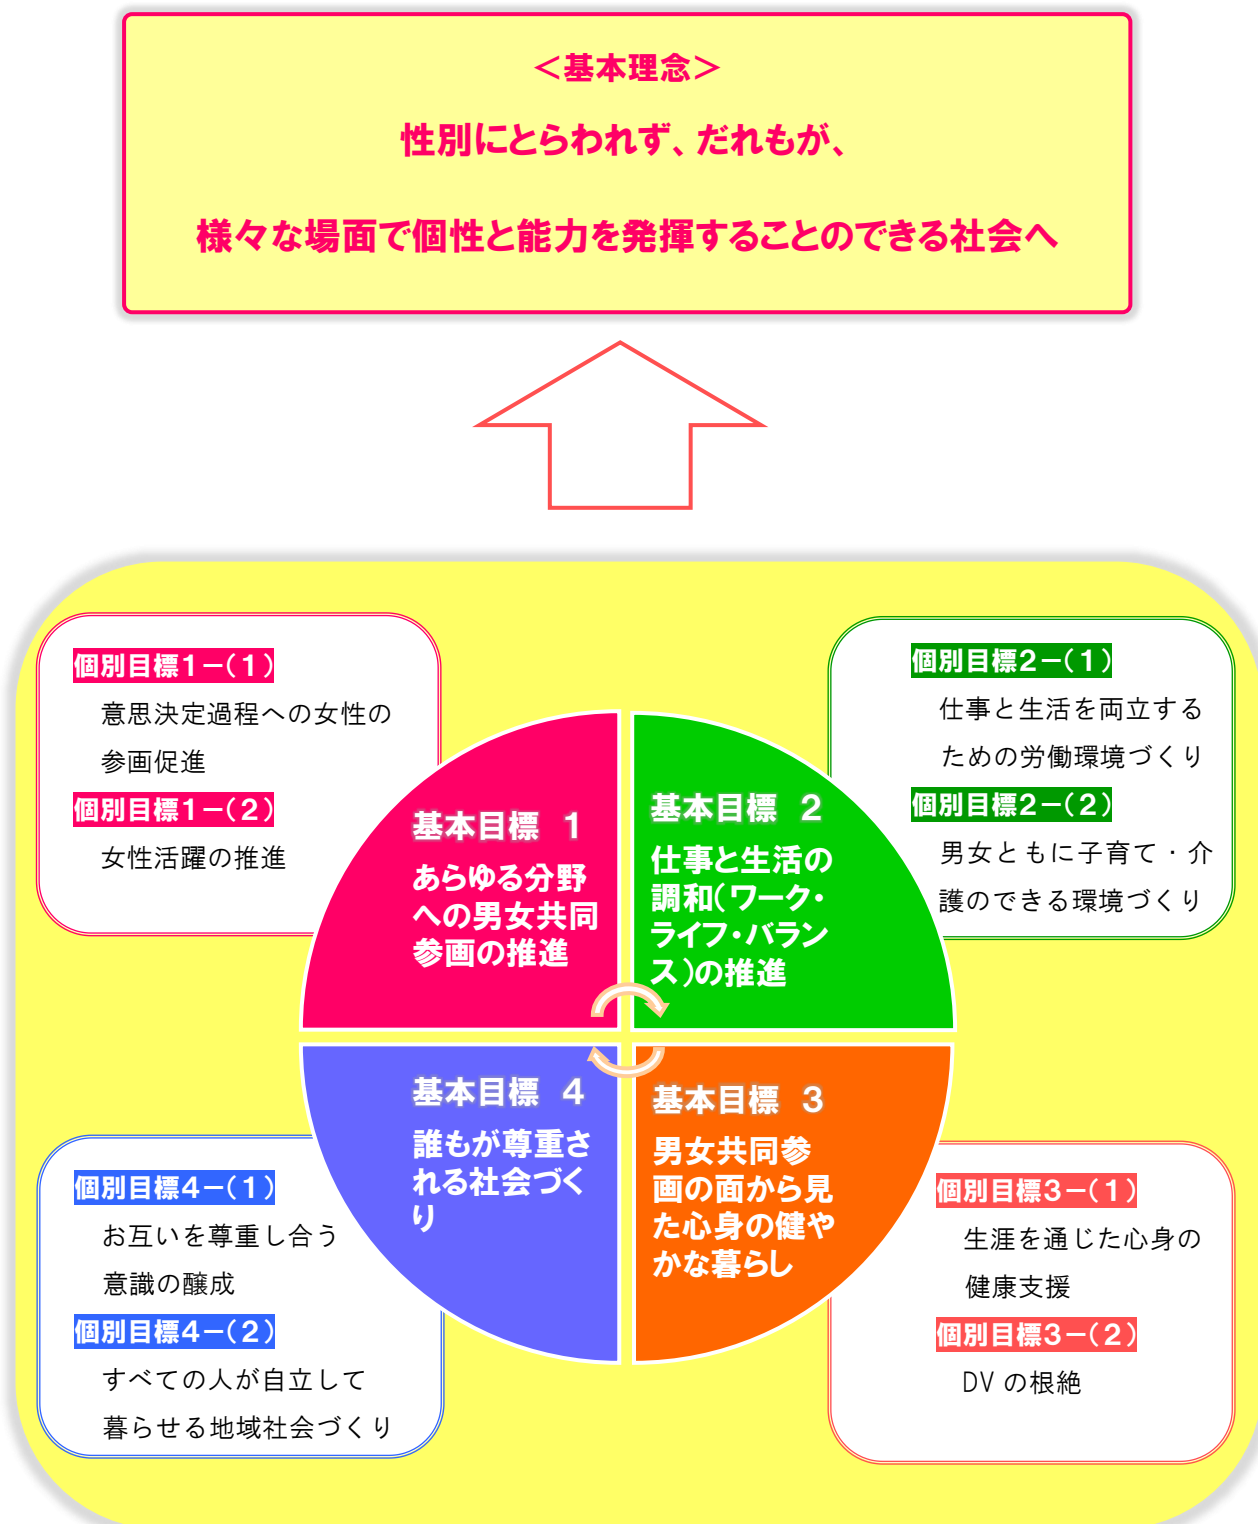 ＜基本理念＞
性別にとらわれず、だれもが、
様々な場面で個性と能力を発揮することのできる社会へ
個別目標１－（１）
意思決定過程への女性の
参画促進
個別目標１－（２）
女性活躍の推進
個別目標２－（１）
仕事と生活を両立する
ための労働環境づくり
個別目標２－（２）
男女ともに子育て・介
護のできる環境づくり
基本目標 １
あらゆる分野
への男女共同
参画の推進
基本目標 ２
仕事と生活の
調和（ワーク・
ライフ・バラン
ス）の推進
基本目標 ４
誰もが尊重さ
れる社会づく
り
基本目標 ３
男女共同参
画の面から見
た心身の健や
かな暮らし
個別目標４－（１）
お互いを尊重し合う
意識の醸成
個別目標４－（２）
すべての人が自立して
暮らせる地域社会づくり
個別目標３－（１）
生涯を通じた心身の
健康支援
個別目標３－（２）
DV の根絶